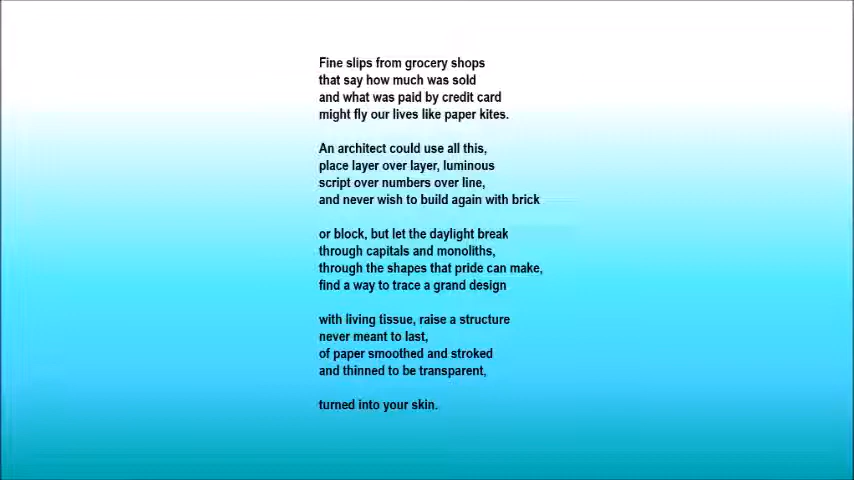 Fine slips from grocery shops
that say how much was sold
and what was paid by credit card
might fly our lives like paper kites.
An architect could use all this,
place layer over layer, luminous
script over numbers over line,
and never wish to build again with brick
or block, but let the daylight break
through capitals and monoliths,
through the shapes that pride can make,
find a way to trace a grand design
with living tissue, raise a structure
never meant to last,
of paper smoothed and stroked
and thinned to be transparent,
turned into your skin.